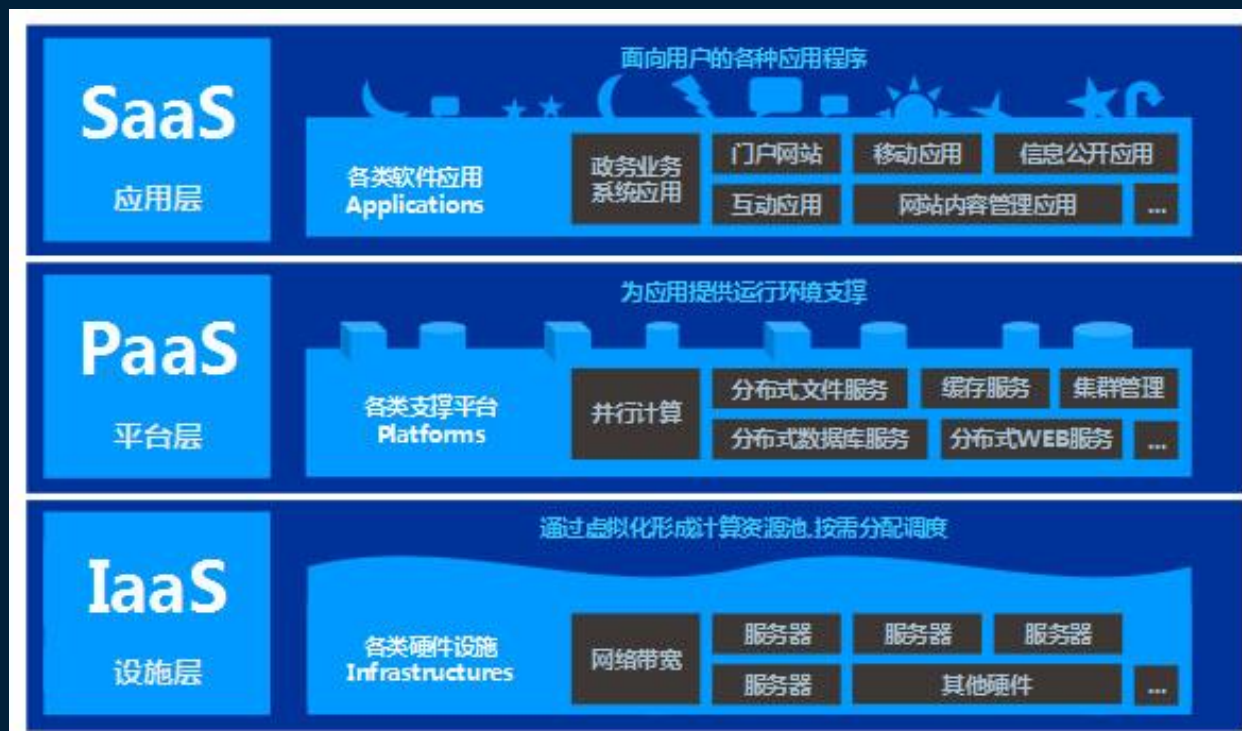 SaaS
应用层
面向用户的各种应用程序
各类软件应用
Applications
政务业务
系统应用
门户网站
移动应用
信息公开应用
互动应用
网站内容管理应用
...
PaaS
平台层
为应用提供运行环境支撑
各类支撑平台
Platforms
并行计算
分布式文件服务
缓存服务
集群管理
分布式数据库服务
分布式WEB服务
...
IaaS
设施层
通过虚拟化形成计算资源池,按需分配调度
各类硬件设施
Infrastructures
网络带宽
服务器
服务器
服务器
服务器
其他硬件
...